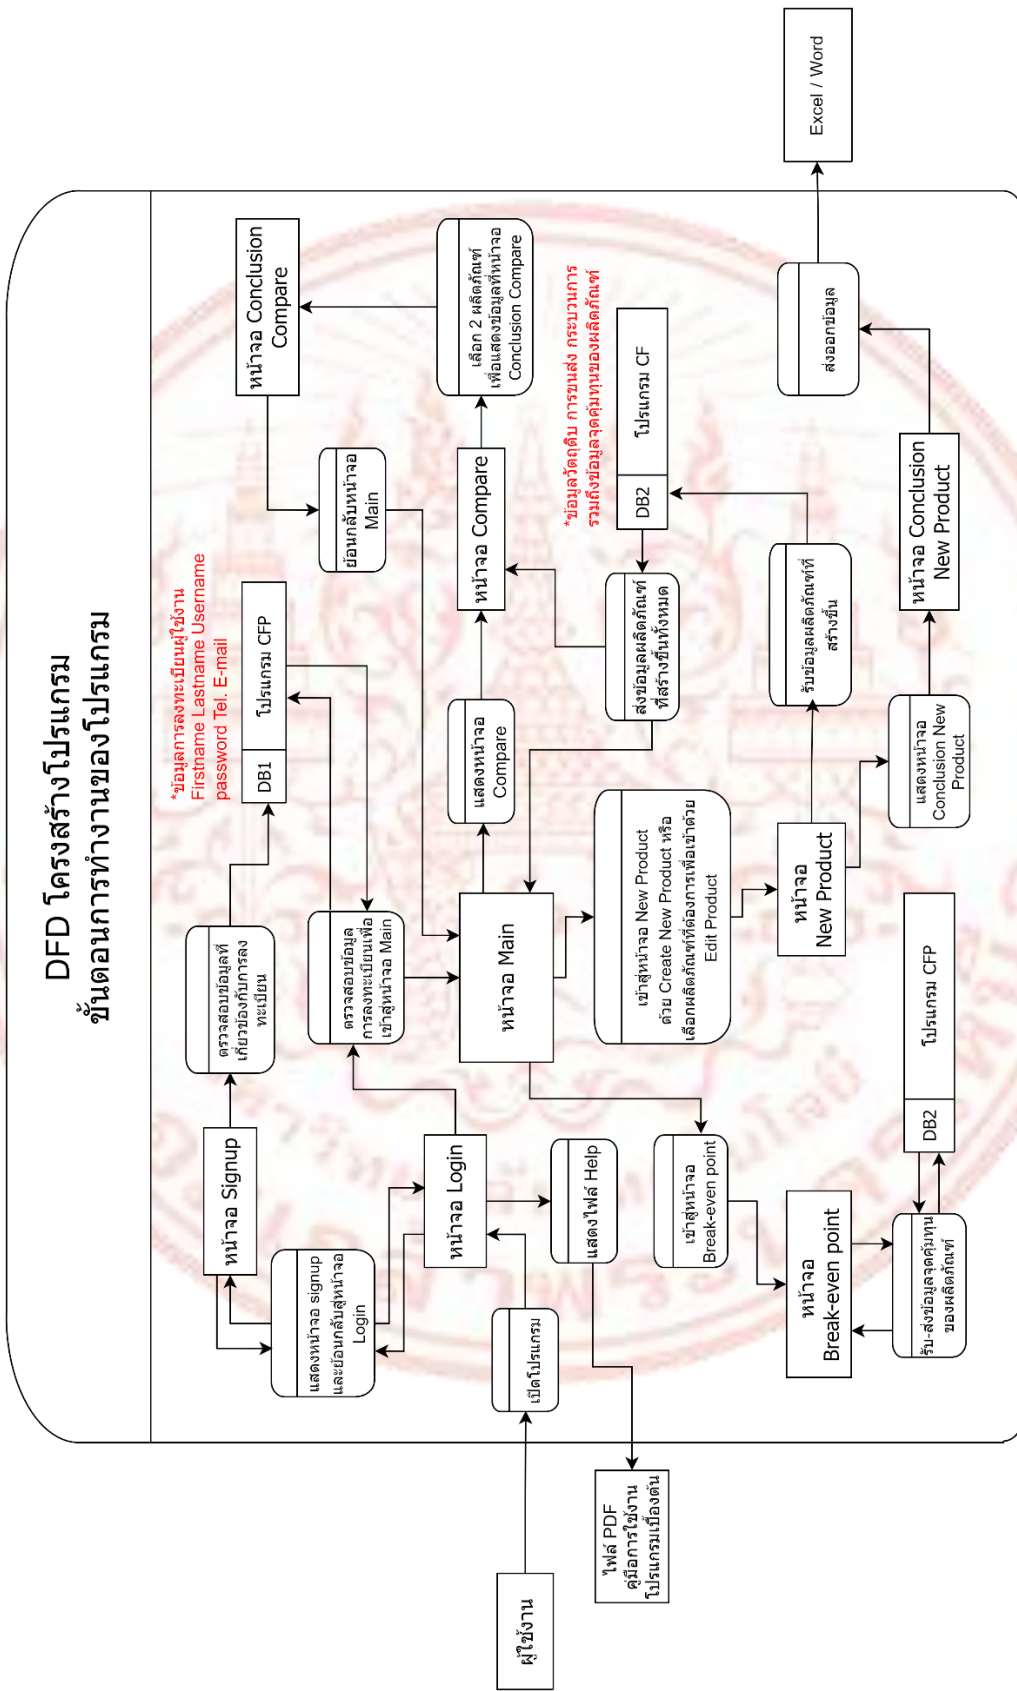 DFD โครงสร้างโปรแกรม
ขั้นตอนการทำงานของโปรแกรม
ผู้ใช้งาน
ไฟล์ PDF
คู่มือการใช้งาน
โปรแกรมเบื้องต้น
เปิดโปรแกรม
แสดงหน้าจอ signup
และย้อนกลับสู่หน้าจอ
Login
หน้าจอ Signup
หน้าจอ Login
แสดงไฟล์ Help
ตรวจสอบข้อมูลที่
เกี่ยวข้องกับการลง
ทะเบียน
*ข้อมูลการลงทะเบียนผู้ใช้งาน
Firstname Lastname Username
password Tel. E-mail
DB1
โปรแกรม CFP
ตรวจสอบข้อมูล
การลงทะเบียนเพื่อ
เข้าสู่หน้าจอ Main
หน้าจอ Main
ย้อนกลับหน้าจอ
Main
หน้าจอ Conclusion
Compare
แสดงหน้าจอ
Compare
หน้าจอ Compare
เลือก 2 ผลิตภัณฑ์
เพื่อแสดงข้อมูลที่หน้าจอ
Conclusion Compare
*ข้อมูลวัตถุดิบ การขนส่ง กระบวนการ
รวมถึงข้อมูลจุดคุ้มทุนของผลิตภัณฑ์
DB2
โปรแกรม CF
ส่งข้อมูลผลิตภัณฑ์
ที่สร้างขึ้นทั้งหมด
เข้าสู่หน้าจอ New Product
ด้วย Create New Product หรือ
เลือกผลิตภัณฑ์ที่ต้องการเพื่อเข้าด้วย
Edit Product
หน้าจอ
New Product
รับข้อมูลผลิตภัณฑ์ที่
สร้างขึ้น
แสดงหน้าจอ
Conclusion New
Product
หน้าจอ Conclusion
New Product
ส่งออกข้อมูล
Excel / Word
เข้าสู่หน้าจอ
Break-even point
หน้าจอ
Break-even point
รับ-ส่งข้อมูลจุดคุ้มทุน
ของผลิตภัณฑ์
DB2
โปรแกรม CFP